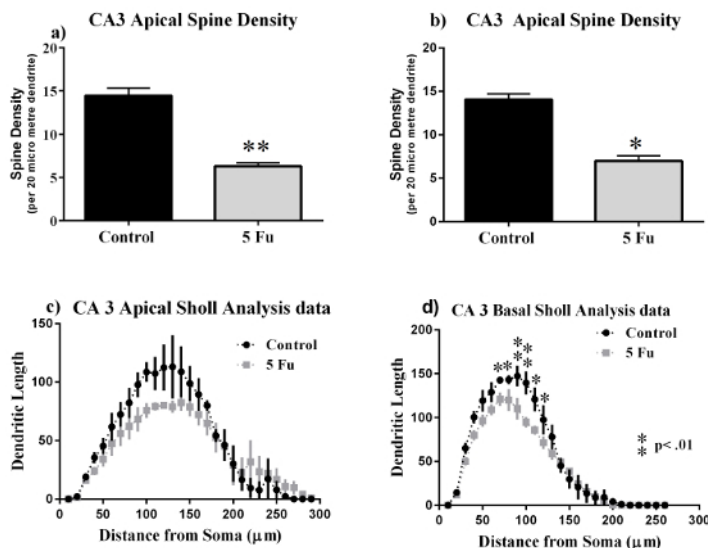 a) CA3 Apical Spine Density
Spine Density
(per 20 micro metre dendrite)
20
15
10
5
0
**
Control
5 Fu
b) CA3 Apical Spine Density
Spine Density
(per 20 micro metre dendrite)
20
15
10
5
0
*
Control
5 Fu
c) CA 3 Apical Sholl Analysis data
Dendritic Length
150
100
50
0
Control
5 Fu
0 50 100 150 200 250 300
Distance from Soma (μm)
d) CA 3 Basal Sholl Analysis data
Dendritic Length
200
150
100
50
0
Control
5 Fu
* * ** ** * *
** p< .01
0 50 100 150 200 250 300
Distance from Soma (μm)